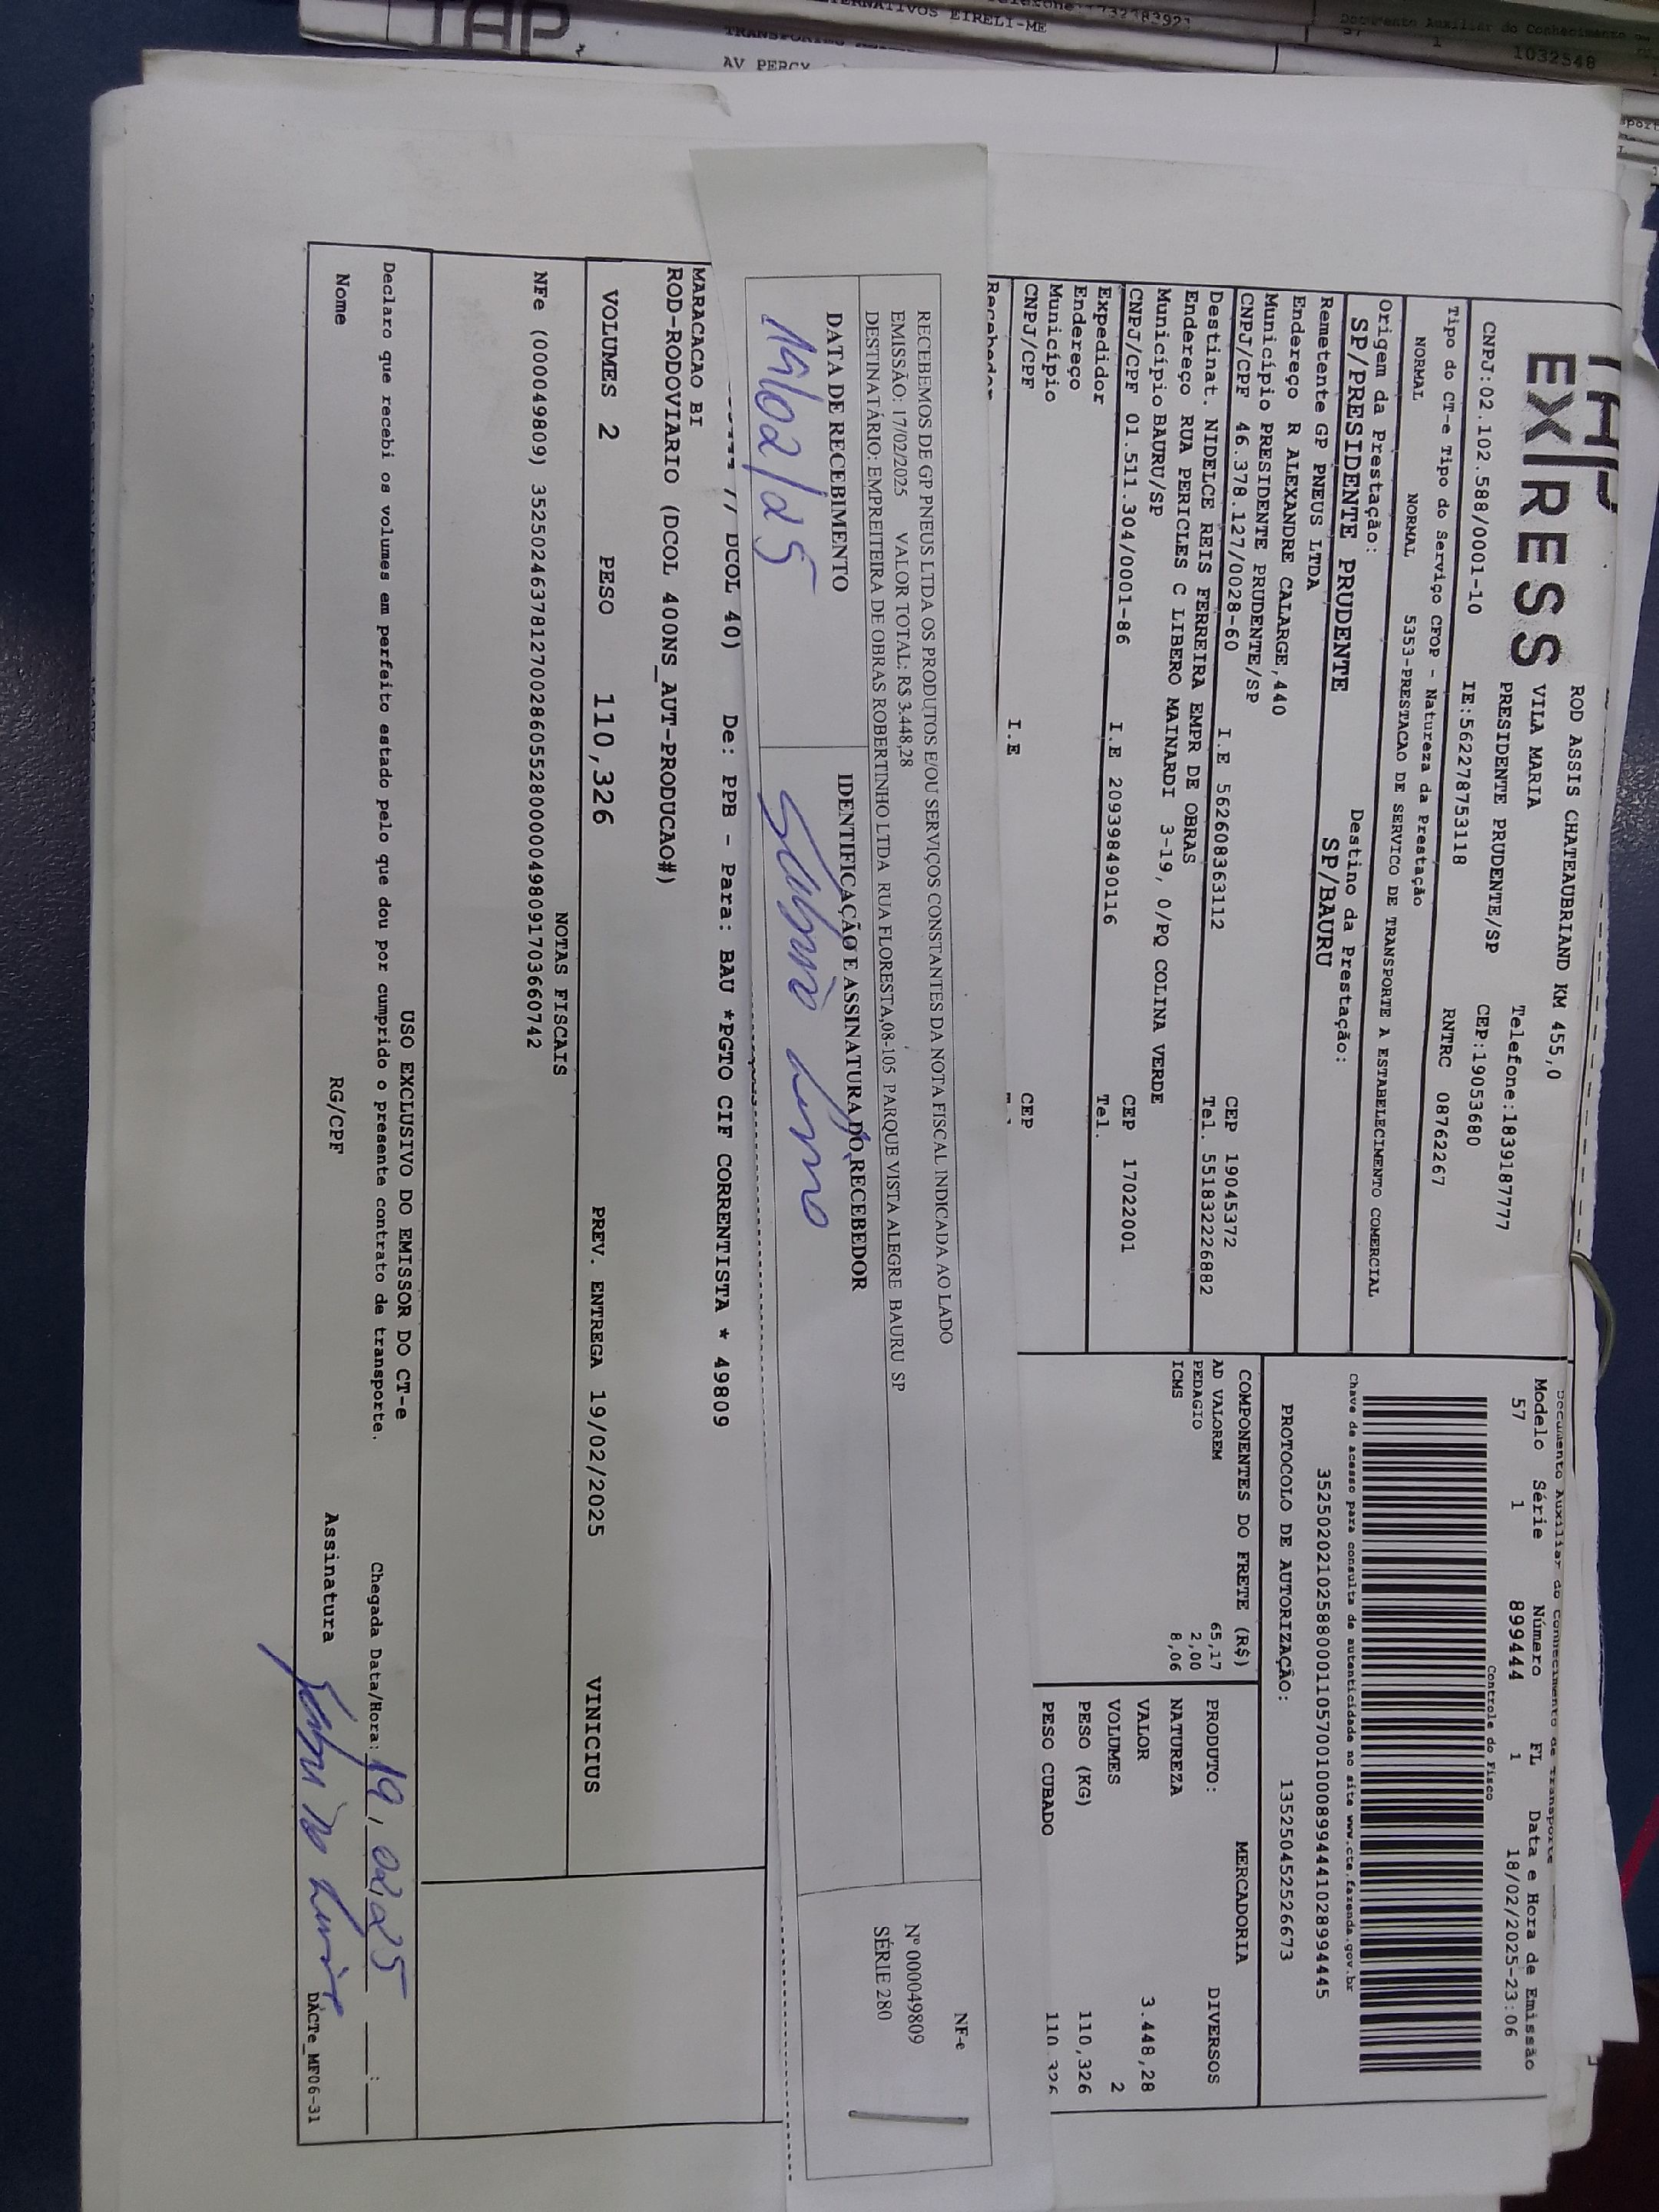 ERNATIVOS EIRELI-ME
AV PERCY
1032548
TAP
EXPRESS
ROD ASSIS CHATEAUBRIAND KM 455,0
VILA MARIA
PRESIDENTE PRUDENTE/SP
Telefone:1839187777
CEP:19053680
CNPJ:02.102.588/0001-10 IE:562278753118 RNTRC 08762267
Tipo do CT-e Tipo do Serviço CFOP - Natureza da Prestação
NORMAL NORMAL 5353-PRESTACAO DE SERVICO DE TRANSPORTE A ESTABELECIMENTO COMERCIAL
Origem da Prestação: Destino da Prestação:
SP/PRESIDENTE PRUDENTE SP/BAURU
Remetente GP PNEUS LTDA
Endereço R ALEXANDRE CALARGE,440
Município PRESIDENTE PRUDENTE/SP CEP 19045372
CNPJ/CPF 46.378.127/0028-60 I.E 562608363112 Tel. 551832226882
Destinat. NIDELCE REIS FERREIRA EMPR DE OBRAS
Endereço RUA PERICLES C LIBERO MAINARDI 3-19, 0/PQ COLINA VERDE
Município BAURU/SP CEP 17022001
CNPJ/CPF 01.511.304/0001-86 I.E 209398490116 Tel.
Expedidor
Endereço
Município CEP
CNPJ/CPF I.E
Recebedor
Documento Auxiliar do Conhecimento de Transporte
Modelo Série Número FL Data e Hora de Emissão
57 1 899444 1 18/02/2025-23:06
Controle do Fisco
Chave de acesso para consulta de autenticidade no site www.cte.fazenda.gov.br
35250202102588000110570010008994441028994445
PROTOCOLO DE AUTORIZAÇÃO: 135250452526673
COMPONENTES DO FRETE (R$)
AD VALOREM 65,17
PEDAGIO 2,00
ICMS 8,06
MERCADORIA
PRODUTO: DIVERSOS
NATUREZA
VALOR 3.448,28
VOLUMES 2
PESO (KG) 110,326
PESO CUBADO 110,326
RECEBEMOS DE GP PNEUS LTDA OS PRODUTOS E/OU SERVIÇOS CONSTANTES DA NOTA FISCAL INDICADA AO LADO
EMISSÃO: 17/02/2025 VALOR TOTAL: R$ 3.448,28
DESTINATÁRIO: EMPREITEIRA DE OBRAS ROBERTINHO LTDA RUA FLORESTA,08-105 PARQUE VISTA ALEGRE BAURU SP
DATA DE RECEBIMENTO IDENTIFICAÇÃO E ASSINATURA DO RECEBEDOR
19/02/25
NF-e
Nº 000049809
SÉRIE 280
// DCOL 40) De: PPB - Para: BAU *PGTO CIF CORRENTISTA * 49809
MARACAO BI
ROD-RODOVIARIO (DCOL 400NS_AUT-PRODUCAO#)
VOLUMES 2 PESO 110,326 PREV. ENTREGA 19/02/2025 VINICIUS
NOTAS FISCAIS
NFe (000049809) 35250246378127002860552800000498091703660742
USO EXCLUSIVO DO EMISSOR DO CT-e
Declaro que recebi os volumes em perfeito estado pelo que dou por cumprido o presente contrato de transporte. Chegada Data/Hora: 19,02,25 __:__
Nome RG/CPF Assinatura
DACTe_MF06-31